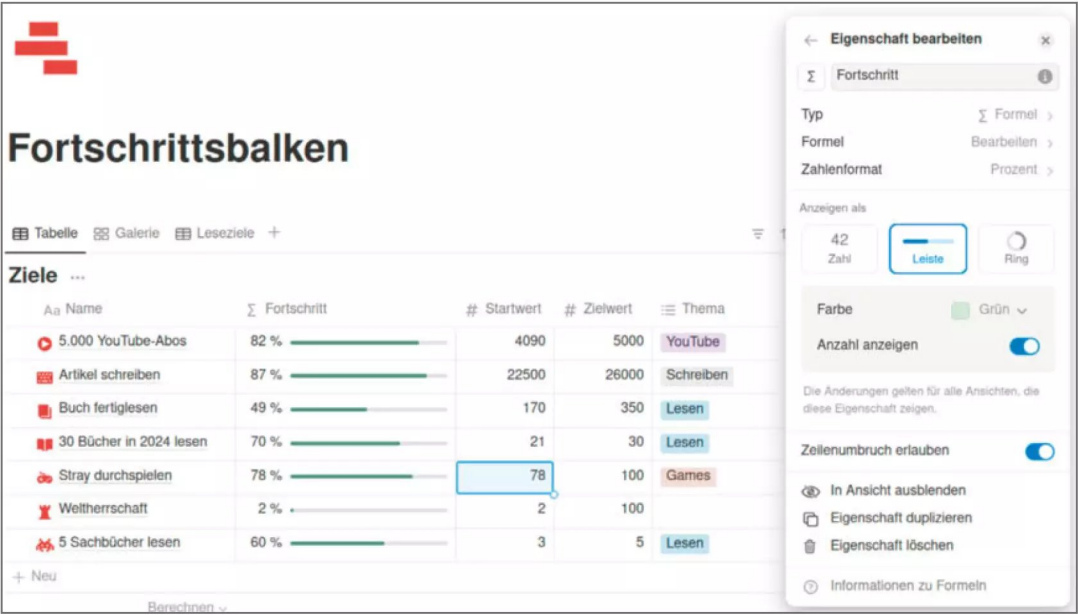 Fortschrittsbalken
Tabelle Galerie Leseziele +
Ziele ...
Aa Name Σ Fortschritt # Startwert # Zielwert Thema
5.000 YouTube-Abos 82 % 4090 5000 YouTube
Artikel schreiben 87 % 22500 26000 Schreiben
Buch fertiglesen 49 % 170 350 Lesen
30 Bücher in 2024 lesen 70 % 21 30 Lesen
Stray durchspielen 78 % 78 100 Games
Weltherrschaft 2 % 2 100
5 Sachbücher lesen 60 % 3 5 Lesen
+ Neu
Berechnen
Eigenschaft bearbeiten
Σ Fortschritt
Typ Σ Formel
Formel Bearbeiten
Zahlenformat Prozent
Anzeigen als
42
Zahl Leiste Ring
Farbe Grün
Anzahl anzeigen
Die Änderungen gelten für alle Ansichten, die
diese Eigenschaft zeigen.
Zeilenumbruch erlauben
In Ansicht ausblenden
Eigenschaft duplizieren
Eigenschaft löschen
Informationen zu Formeln